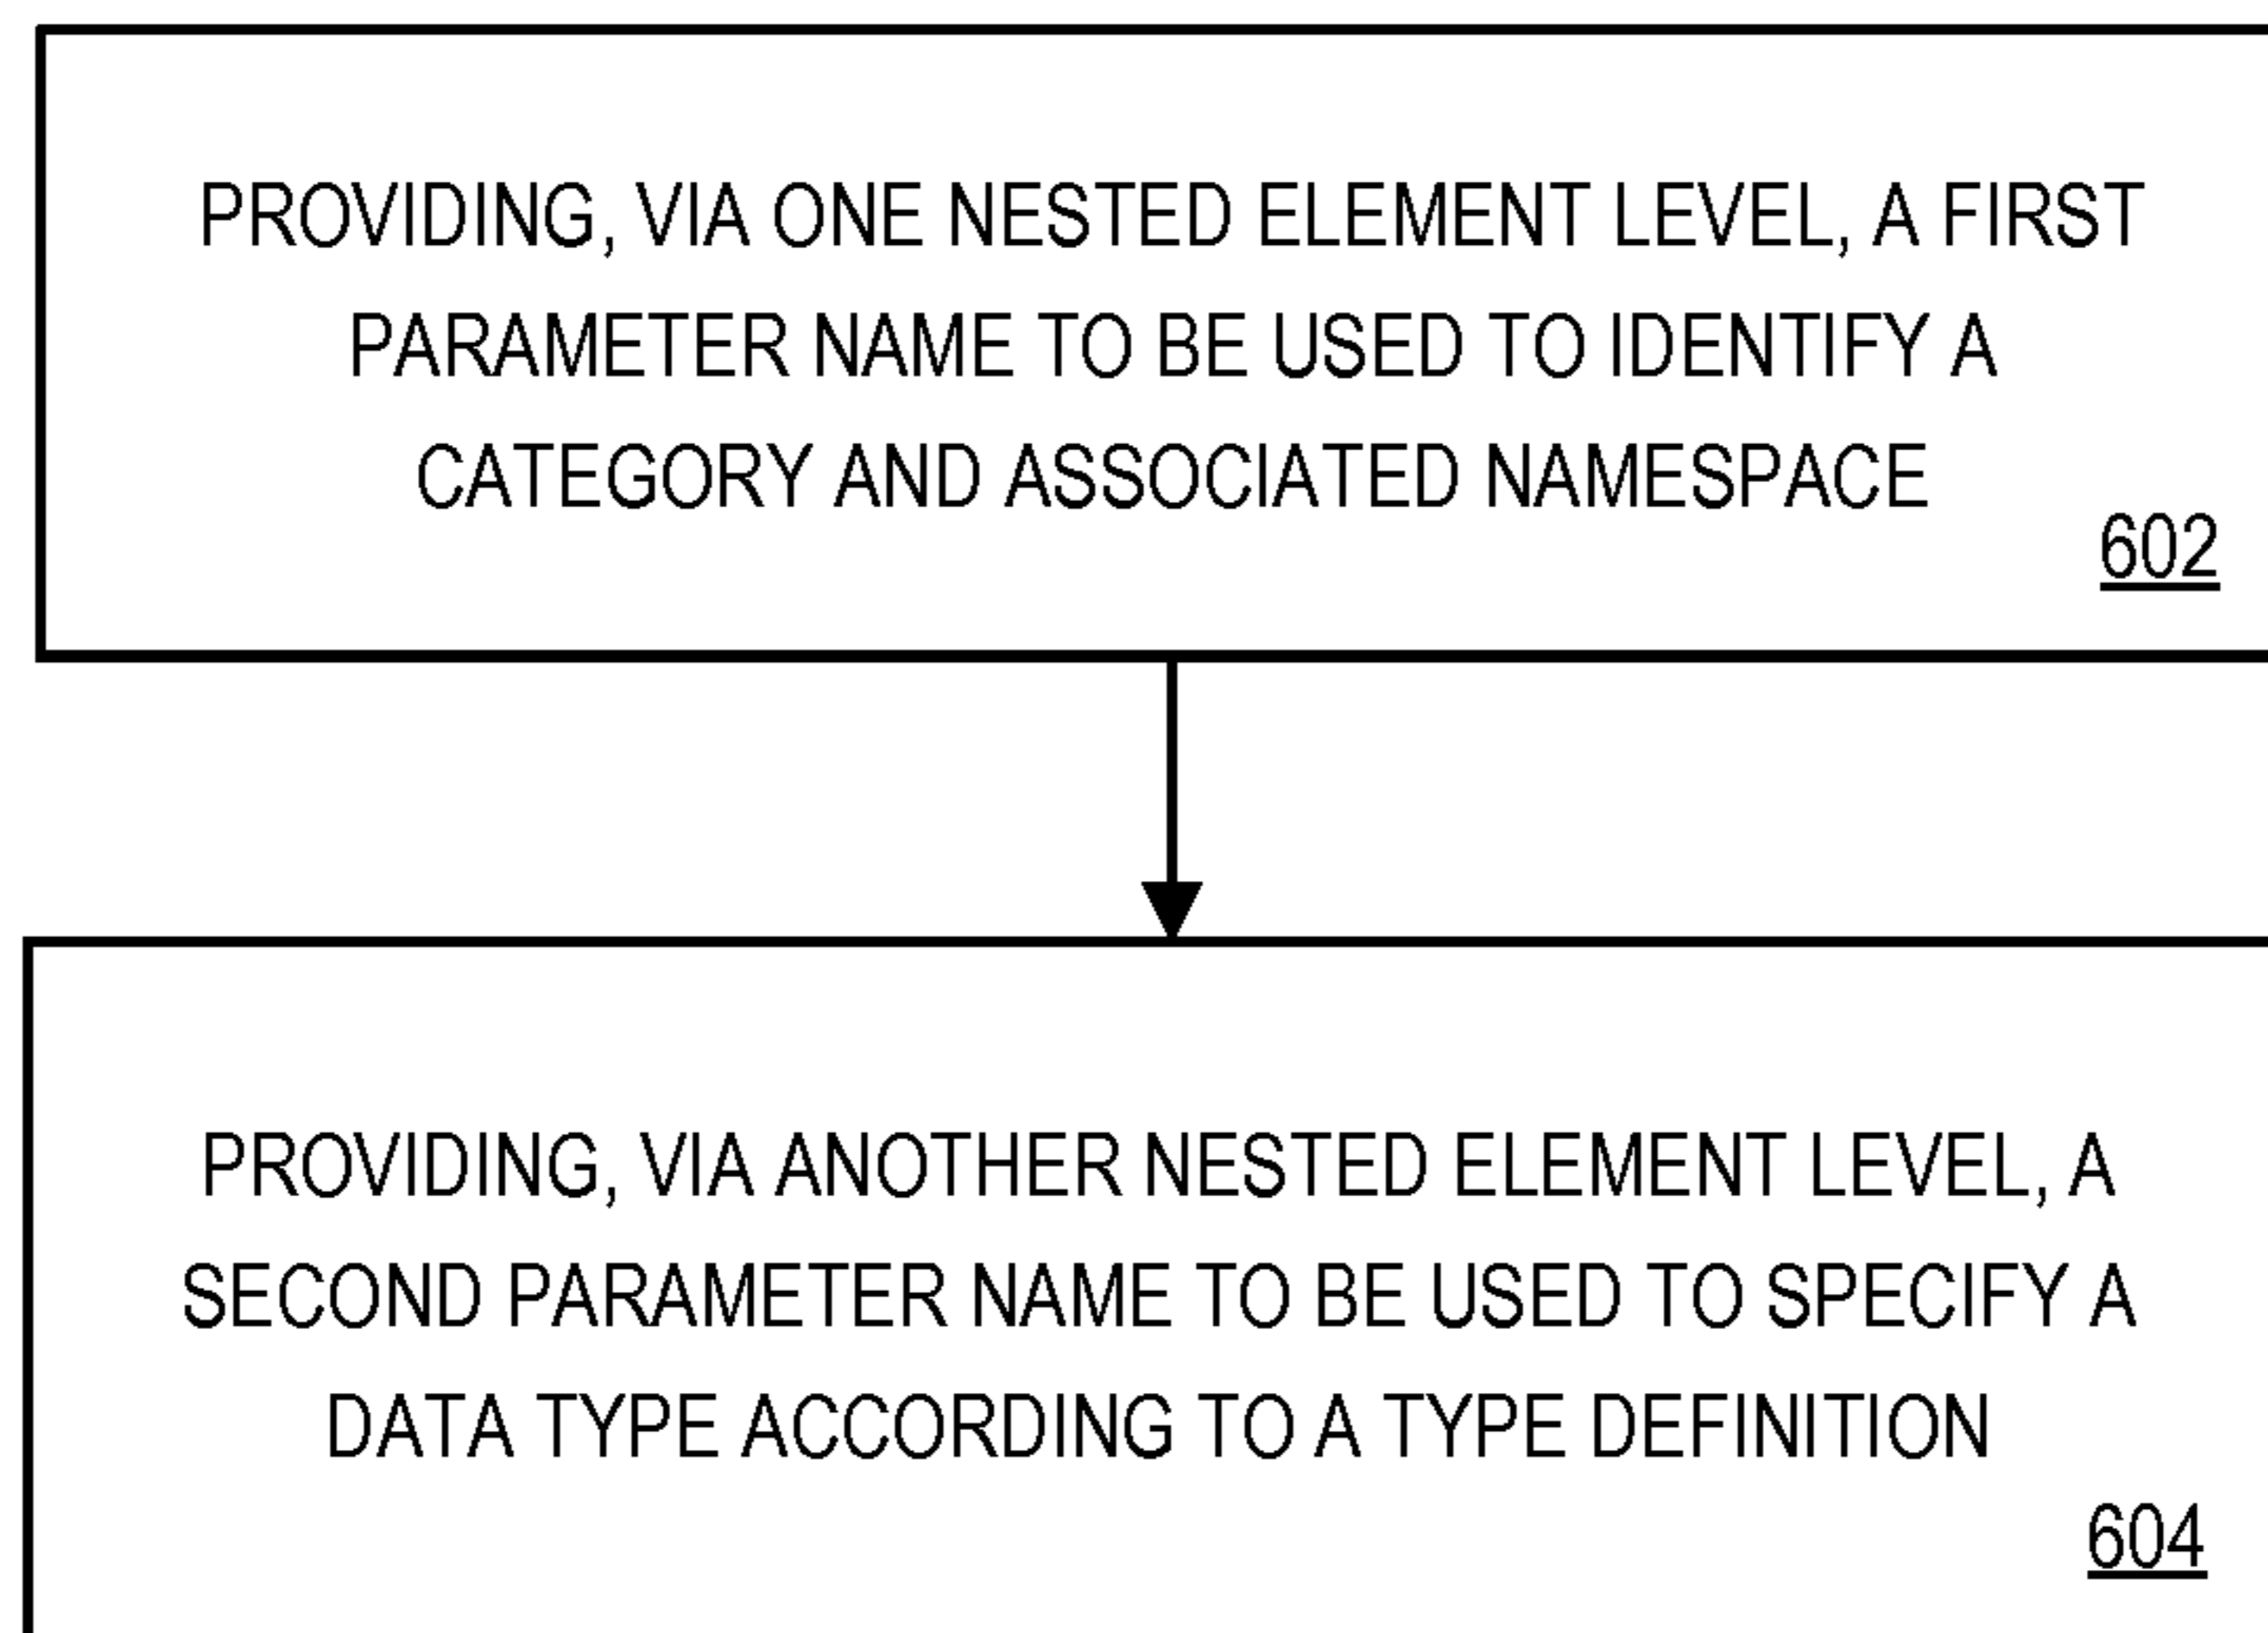 PROVIDING, VIA ONE NESTED ELEMENT LEVEL, A FIRST
PARAMETER NAME TO BE USED TO IDENTIFY A
CATEGORY AND ASSOCIATED NAMESPACE
602
PROVIDING, VIA ANOTHER NESTED ELEMENT LEVEL, A
SECOND PARAMETER NAME TO BE USED TO SPECIFY A
DATA TYPE ACCORDING TO A TYPE DEFINITION
604